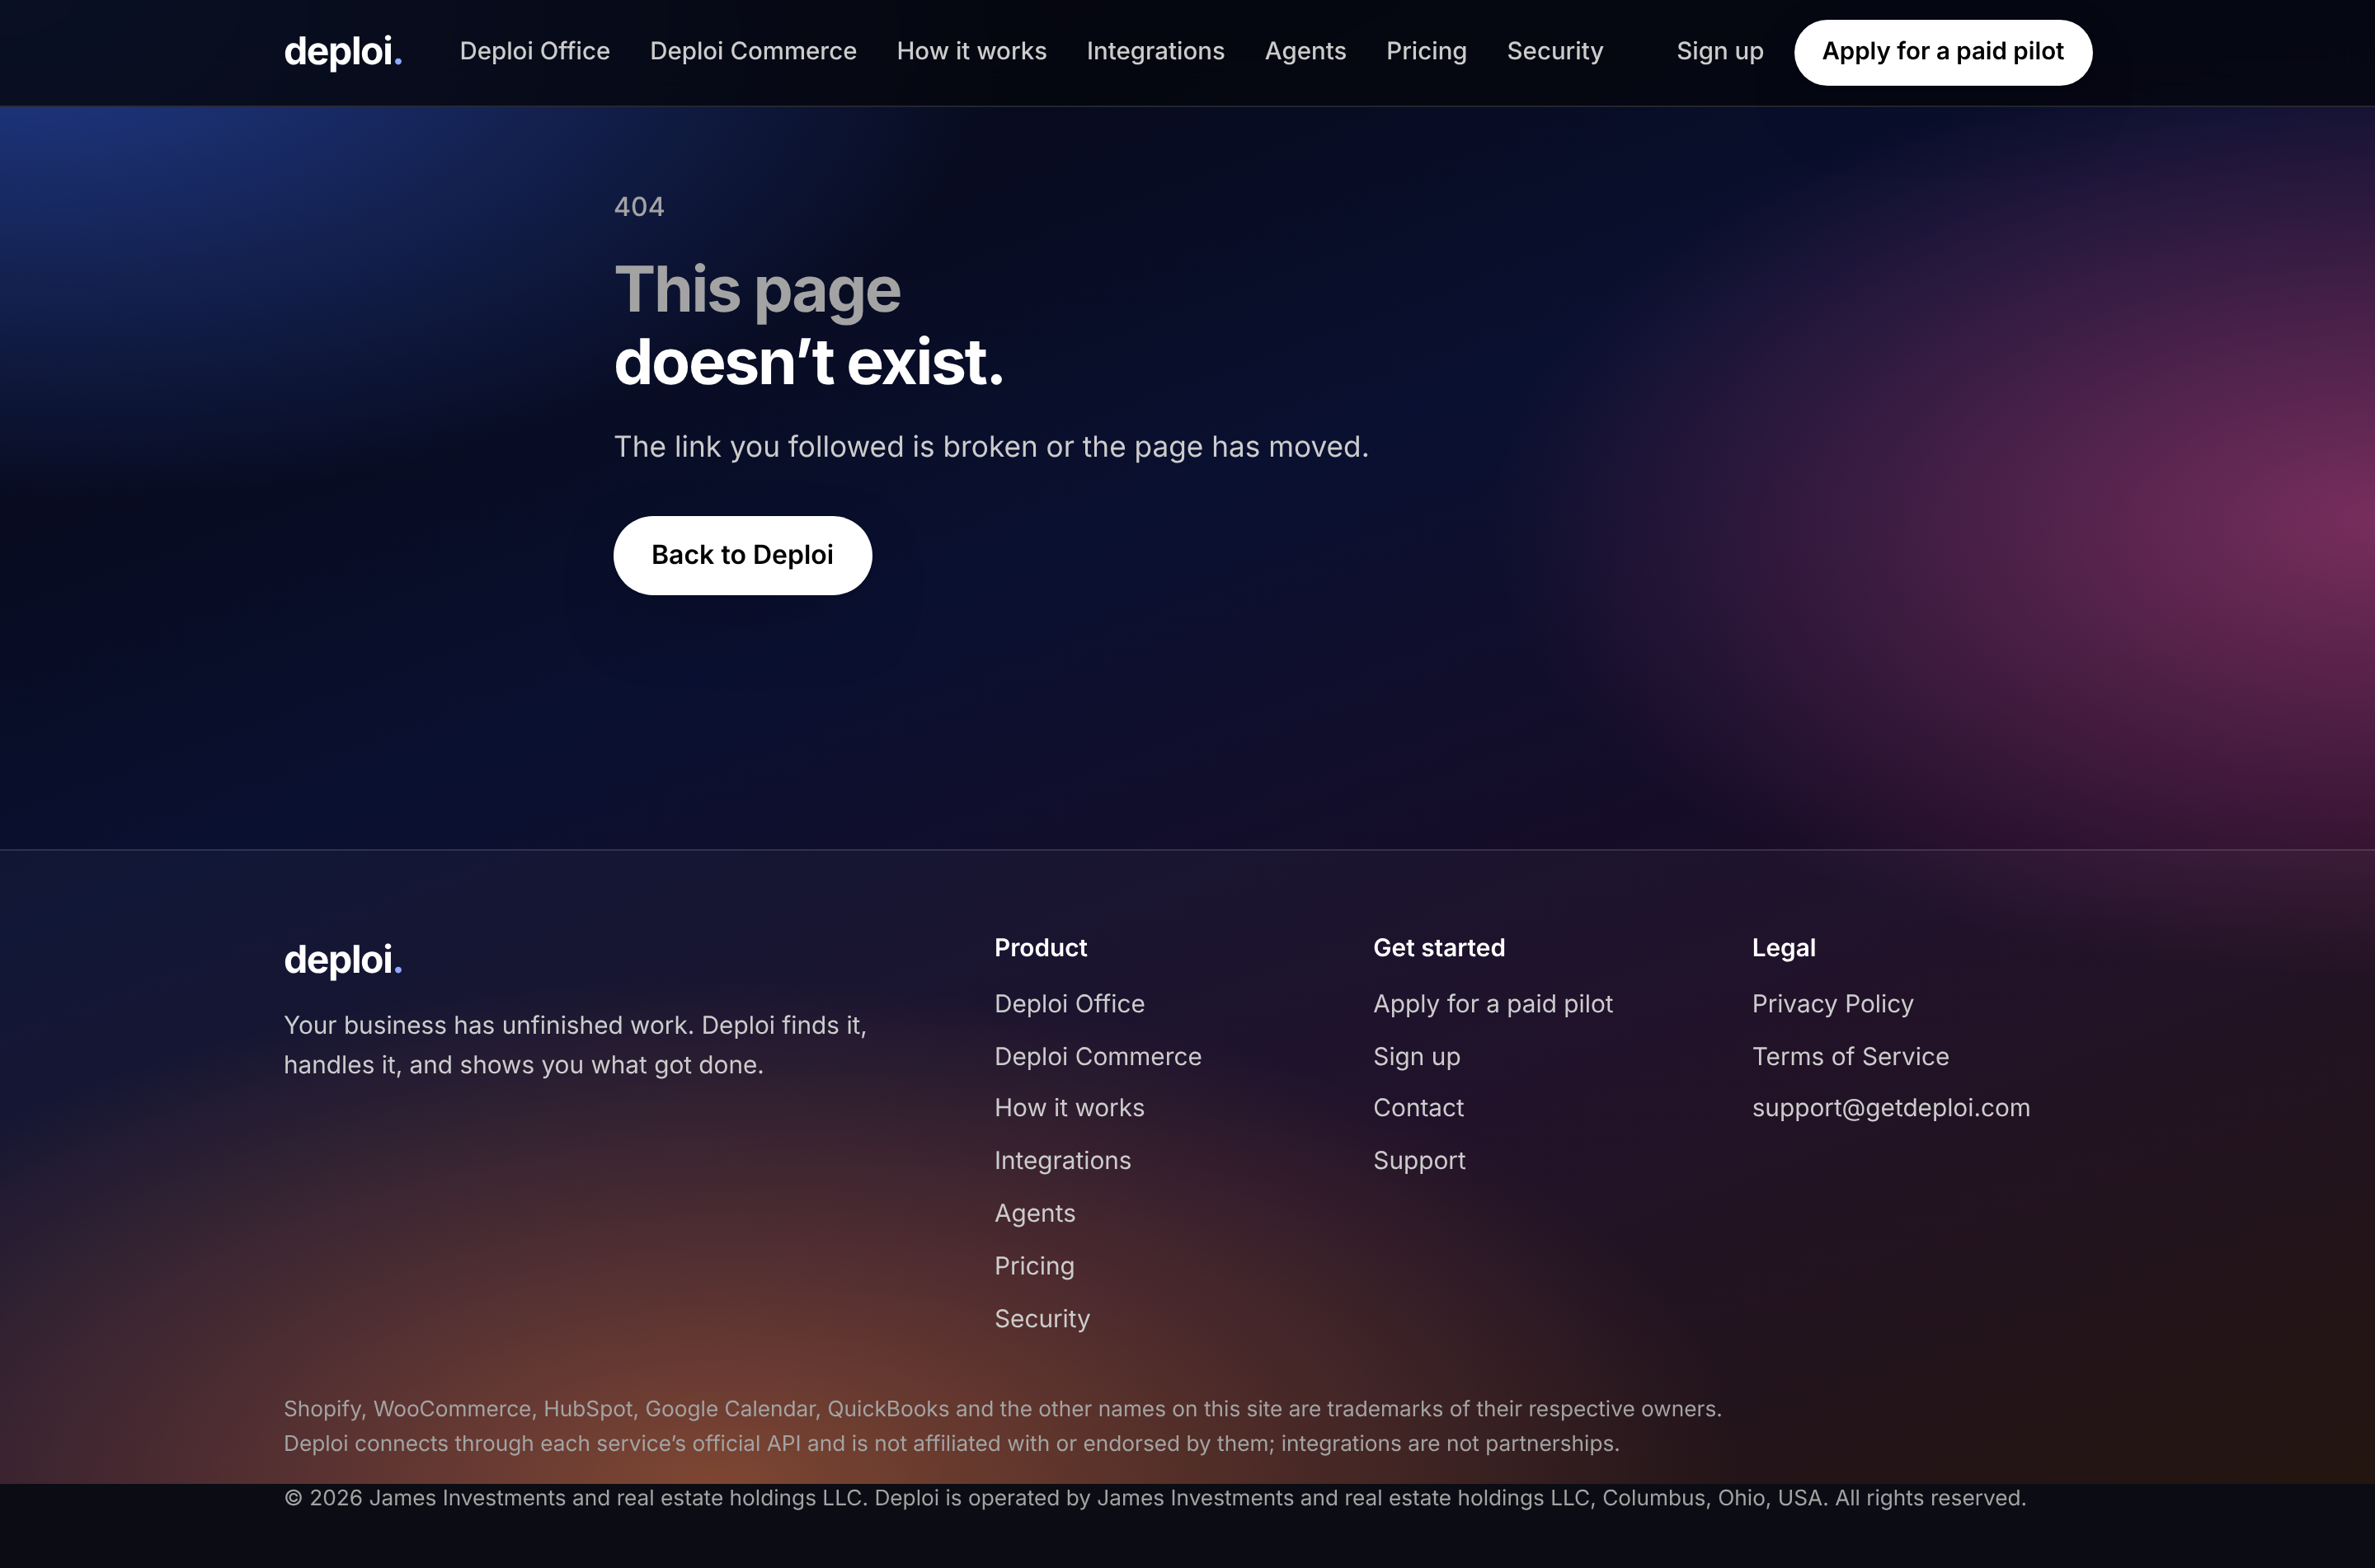 deploi.
Deploi Office
Deploi Commerce
How it works
Integrations
Agents
Pricing
Security
Sign up
Apply for a paid pilot
404
This page
doesn’t exist.
The link you followed is broken or the page has moved.
Back to Deploi
deploi.
Your business has unfinished work. Deploi finds it,
handles it, and shows you what got done.
Product
Deploi Office
Deploi Commerce
How it works
Integrations
Agents
Pricing
Security
Get started
Apply for a paid pilot
Sign up
Contact
Support
Legal
Privacy Policy
Terms of Service
support@getdeploi.com
Shopify, WooCommerce, HubSpot, Google Calendar, QuickBooks and the other names on this site are trademarks of their respective owners.
Deploi connects through each service’s official API and is not affiliated with or endorsed by them; integrations are not partnerships.
© 2026 James Investments and real estate holdings LLC. Deploi is operated by James Investments and real estate holdings LLC, Columbus, Ohio, USA. All rights reserved.